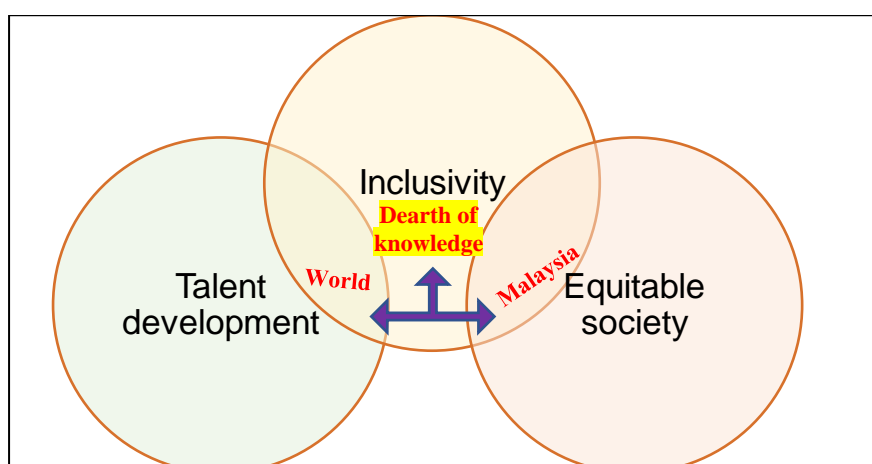 Inclusivity
Dearth of
knowledge
World
Malaysia
Talent
development
Equitable
society